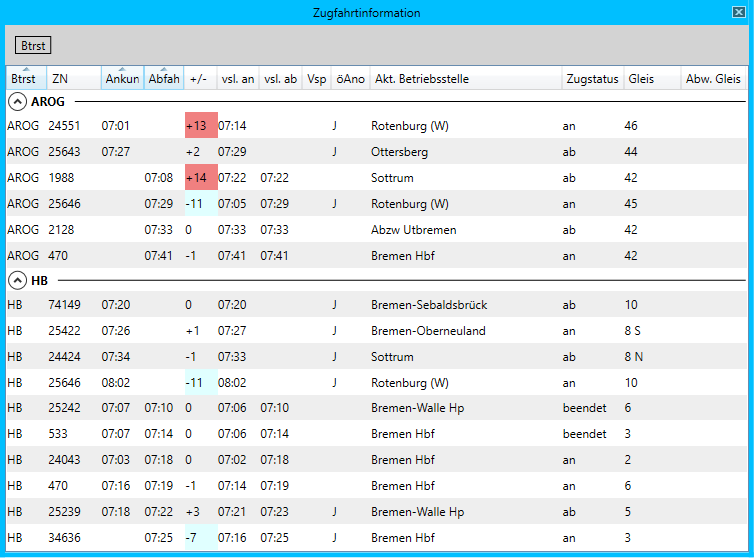 Zugfahrtinformation
Btrst
Btrst ZN Ankun Abfah +/- vsl. an vsl. ab Vsp öAno Akt. Betriebsstelle Zugstatus Gleis Abw. Gleis
AROG
AROG 24551 07:01 +13 07:14 J Rotenburg (W) an 46
AROG 25643 07:27 +2 07:29 J Ottersberg ab 44
AROG 1988 07:08 +14 07:22 07:22 Sottrum ab 42
AROG 25646 07:29 -11 07:05 07:29 J Rotenburg (W) an 45
AROG 2128 07:33 0 07:33 07:33 Abzw Utbremen ab 42
AROG 470 07:41 -1 07:41 07:41 Bremen Hbf an 42
HB
HB 74149 07:20 0 07:20 J Bremen-Sebaldsbrück ab 10
HB 25422 07:26 +1 07:27 J Bremen-Oberneuland an 8 S
HB 24424 07:34 -1 07:33 J Sottrum ab 8 N
HB 25646 08:02 -11 08:02 J Rotenburg (W) an 10
HB 25242 07:07 07:10 0 07:06 07:10 Bremen-Walle Hp beendet 6
HB 533 07:07 07:14 0 07:06 07:14 Bremen Hbf beendet 3
HB 24043 07:03 07:18 0 07:02 07:18 Bremen Hbf an 2
HB 470 07:16 07:19 -1 07:14 07:19 Bremen Hbf an 6
HB 25239 07:18 07:22 +3 07:21 07:23 J Bremen-Walle Hp ab 5
HB 34636 07:25 -7 07:16 07:25 J Bremen Hbf an 3